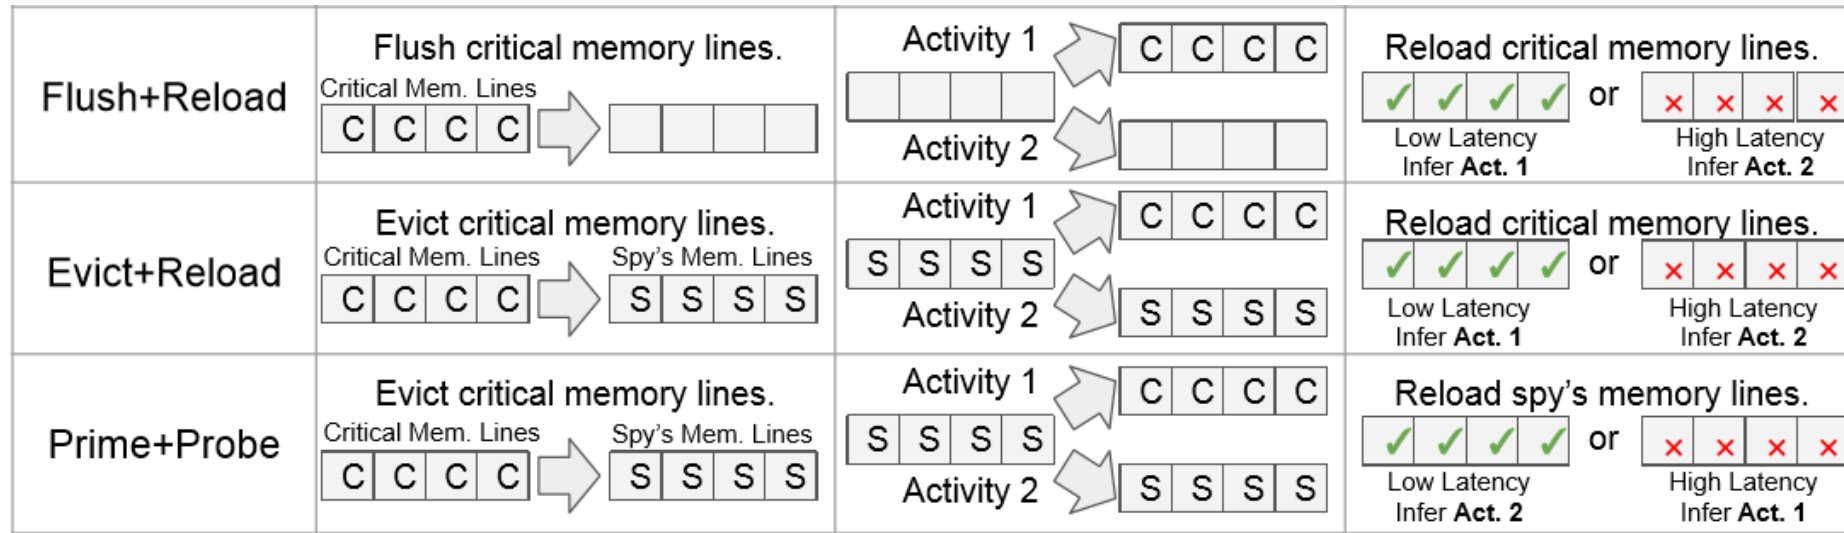 Flush+Reload
Flush critical memory lines.
Critical Mem. Lines
C C C C
Activity 1
C C C C
Activity 2
Reload critical memory lines.
✓ ✓ ✓ ✓ or × × × ×
Low Latency
Infer Act. 1
High Latency
Infer Act. 2
Evict+Reload
Evict critical memory lines.
Critical Mem. Lines
Spy's Mem. Lines
C C C C
S S S S
Activity 1
C C C C
S S S S
Activity 2
S S S S
Reload critical memory lines.
✓ ✓ ✓ ✓ or × × × ×
Low Latency
Infer Act. 1
High Latency
Infer Act. 2
Prime+Probe
Evict critical memory lines.
Critical Mem. Lines
Spy's Mem. Lines
C C C C
S S S S
Activity 1
C C C C
S S S S
Activity 2
S S S S
Reload spy's memory lines.
✓ ✓ ✓ ✓ or × × × ×
Low Latency
Infer Act. 2
High Latency
Infer Act. 1